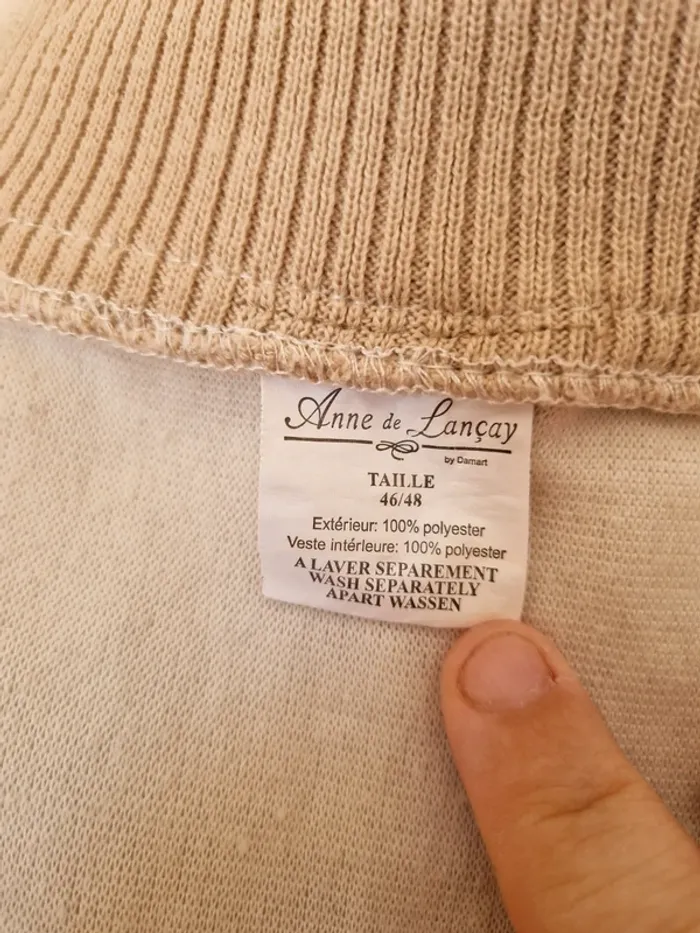 Anne de Lançay
by Damart
TAILLE
46/48
Extérieur: 100% polyester
Veste intérieure: 100% polyester
A LAVER SEPAREMENT
WASH SEPARATELY
APART WASSEN